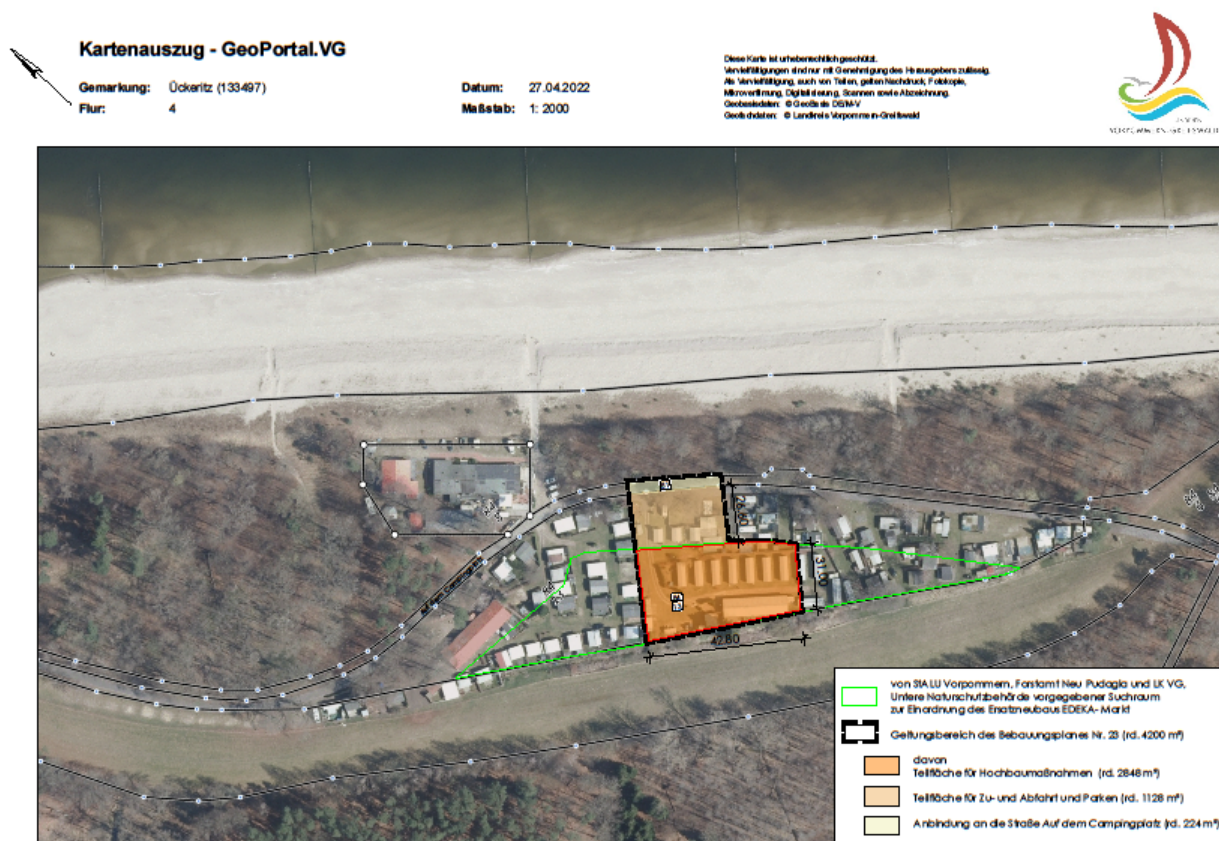 Kartenauszug - GeoPortal.VG
Gemarkung: Ückeritz (133497)
Flur: 4
Datum: 27.04.2022
Maßstab: 1: 2000
Diese Karte ist urheberrechtlich geschützt.
Vervielfältigungen sind nur mit Genehmigung des Herausgebers zulässig.
Als Vervielfältigung, auch von Teilen, gelten Nachdruck, Fotokopie,
Mikroverfilmung, Digitalisierung, Scannen sowie Abzeichnung.
Geobasisdaten: © GeoBasis-DE/M-V
Geofachdaten: © Landkreis Vorpommern-Greifswald
VORPOMMERN-GREIFSWALD
31.00
42.80
von StALU Vorpommern, Forstamt Neu Pudagla und LK VG,
Untere Naturschutzbehörde vorgegebener Suchraum
zur Einordnung des Ersatzneubaus EDEKA- Markt
Geltungsbereich des Bebauungsplanes Nr. 23 (rd. 4200 m²)
davon
Teilfläche für Hochbaumaßnahmen (rd. 2848 m²)
Teilfläche für Zu- und Abfahrt und Parken (rd. 1128 m²)
Anbindung an die Straße Auf dem Campingplatz (rd. 224 m²)